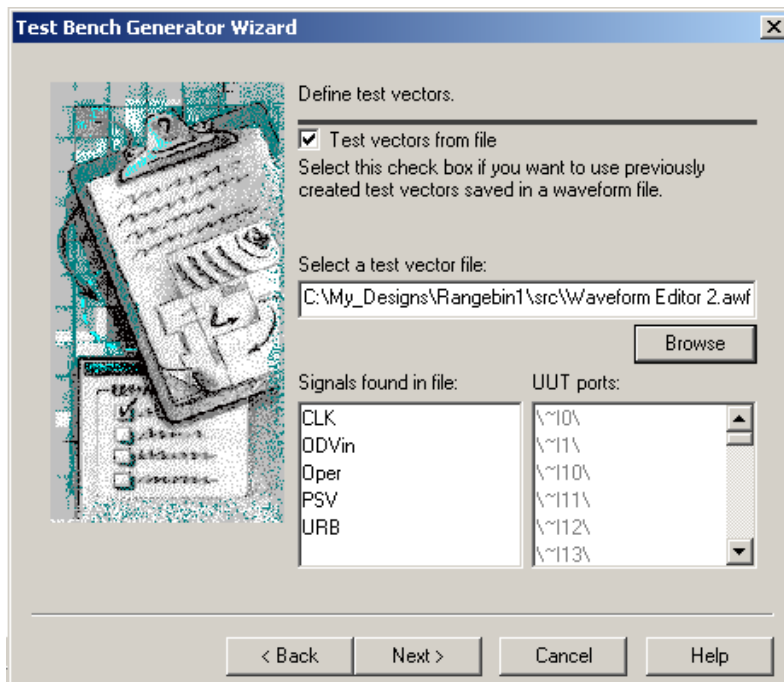 Test Bench Generator Wizard
Define test vectors.
Test vectors from file
Select this check box if you want to use previously
created test vectors saved in a waveform file.
Select a test vector file:
C:\My_Designs\Rangebin1\src\Waveform Editor 2.awf
Browse
Signals found in file:
UUT ports:
CLK
ODVin
Oper
PSV
URB
\~I0\
\~I1\
\~I10\
\~I11\
\~I12\
\~I13\
< Back
Next >
Cancel
Help